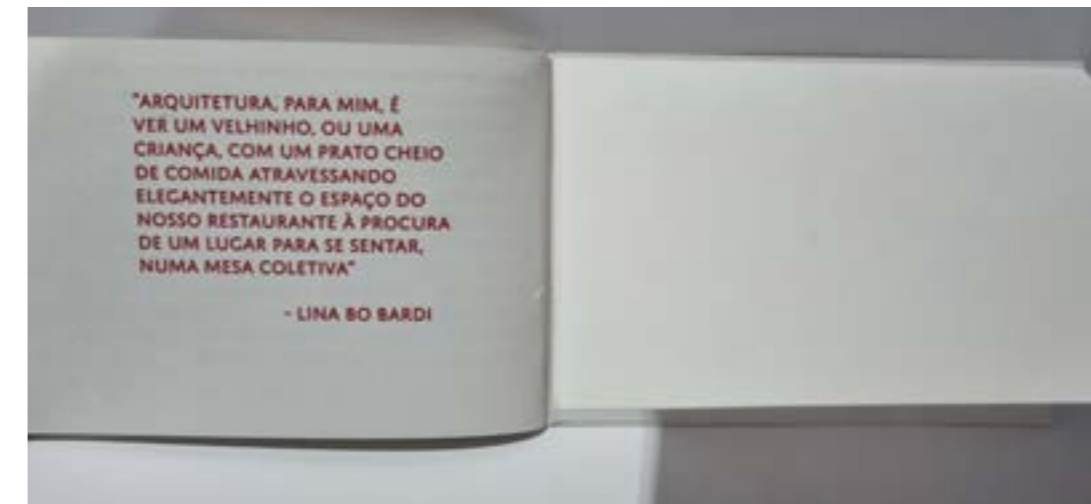 "ARQUITETURA, PARA MIM, É
VER UM VELHINHO, OU UMA
CRIANÇA, COM UM PRATO CHEIO
DE COMIDA ATRAVESSANDO
ELEGANTEMENTE O ESPAÇO DO
NOSSO RESTAURANTE À PROCURA
DE UM LUGAR PARA SE SENTAR,
NUMA MESA COLETIVA"
- LINA BO BARDI